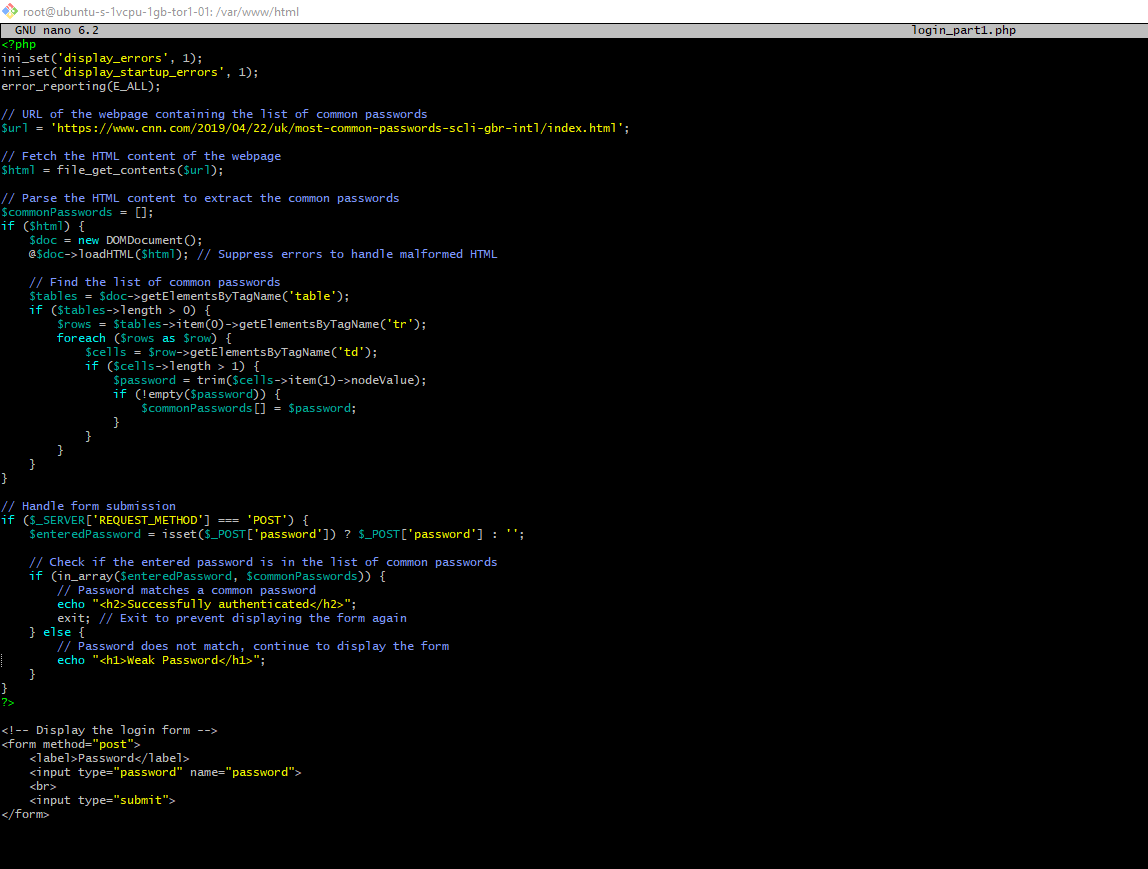 root@ubuntu-s-1vcpu-1gb-tor1-01: /var/www/html
GNU nano 6.2 login_part1.php
<?php
ini_set('display_errors', 1);
ini_set('display_startup_errors', 1);
error_reporting(E_ALL);

// URL of the webpage containing the list of common passwords
$url = 'https://www.cnn.com/2019/04/22/uk/most-common-passwords-scli-gbr-intl/index.html';

// Fetch the HTML content of the webpage
$html = file_get_contents($url);

// Parse the HTML content to extract the common passwords
$commonPasswords = [];
if ($html) {
    $doc = new DOMDocument();
    @$doc->loadHTML($html); // Suppress errors to handle malformed HTML

    // Find the list of common passwords
    $tables = $doc->getElementsByTagName('table');
    if ($tables->length > 0) {
        $rows = $tables->item(0)->getElementsByTagName('tr');
        foreach ($rows as $row) {
            $cells = $row->getElementsByTagName('td');
            if ($cells->length > 1) {
                $password = trim($cells->item(1)->nodeValue);
                if (!empty($password)) {
                    $commonPasswords[] = $password;
                }
            }
        }
    }
}

// Handle form submission
if ($_SERVER['REQUEST_METHOD'] === 'POST') {
    $enteredPassword = isset($_POST['password']) ? $_POST['password'] : '';

    // Check if the entered password is in the list of common passwords
    if (in_array($enteredPassword, $commonPasswords)) {
        // Password matches a common password
        echo "<h2>Successfully authenticated</h2>";
        exit; // Exit to prevent displaying the form again
    } else {
        // Password does not match, continue to display the form
        echo "<h1>Weak Password</h1>";
    }
}
?>

<!-- Display the login form -->
<form method="post">
    <label>Password</label>
    <input type="password" name="password">
    <br>
    <input type="submit">
</form>